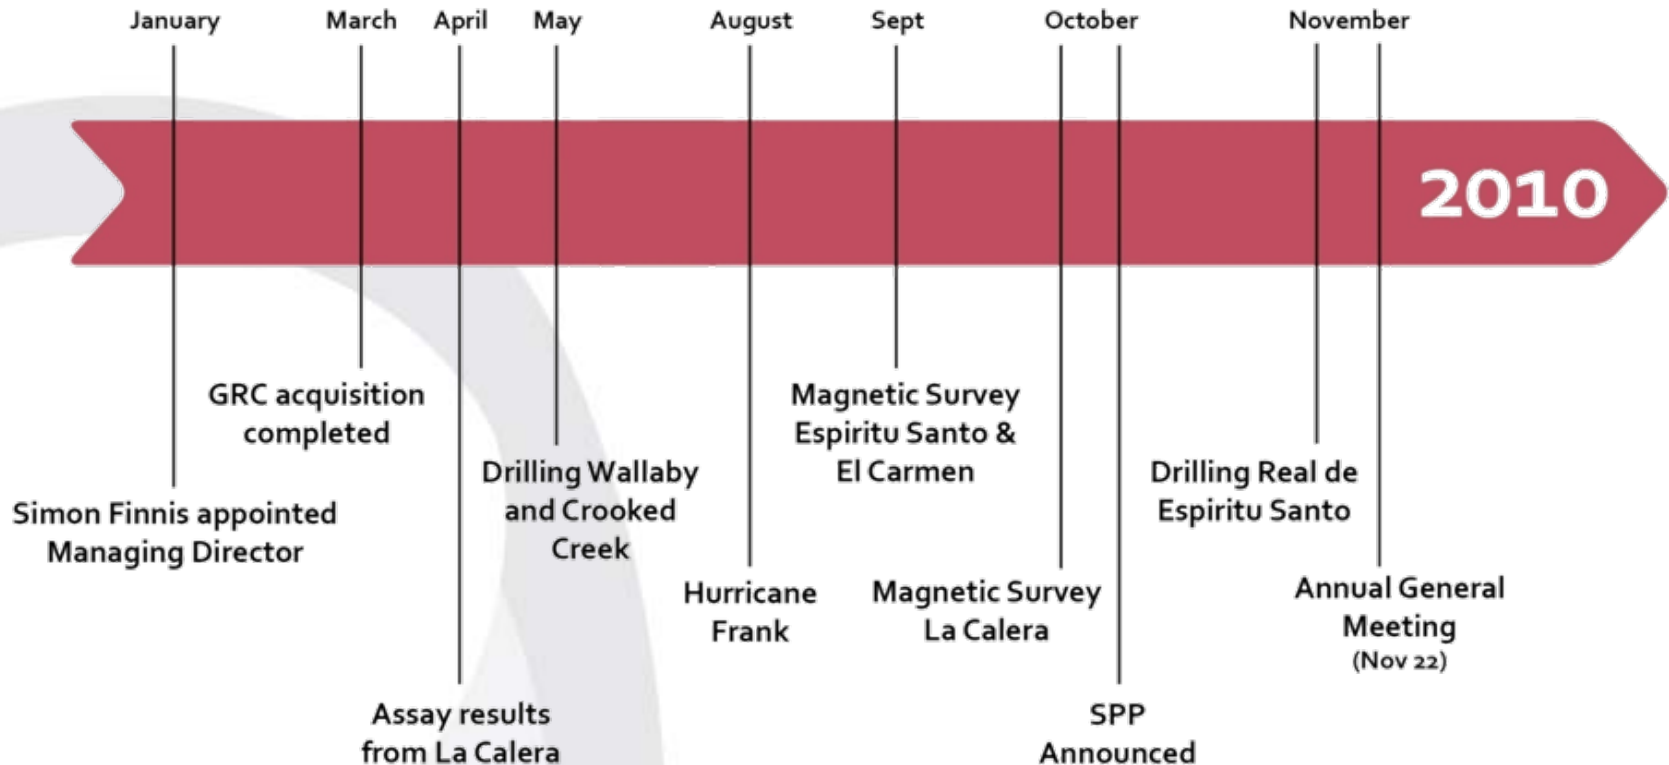 January
March
April
May
August
Sept
October
November
2010
GRC acquisition
completed
Simon Finnis appointed
Managing Director
Assay results
from La Calera
Drilling Wallaby
and Crooked
Creek
Hurricane
Frank
Magnetic Survey
Espiritu Santo &
El Carmen
Magnetic Survey
La Calera
SPP
Announced
Drilling Real de
Espiritu Santo
Annual General
Meeting
(Nov 22)